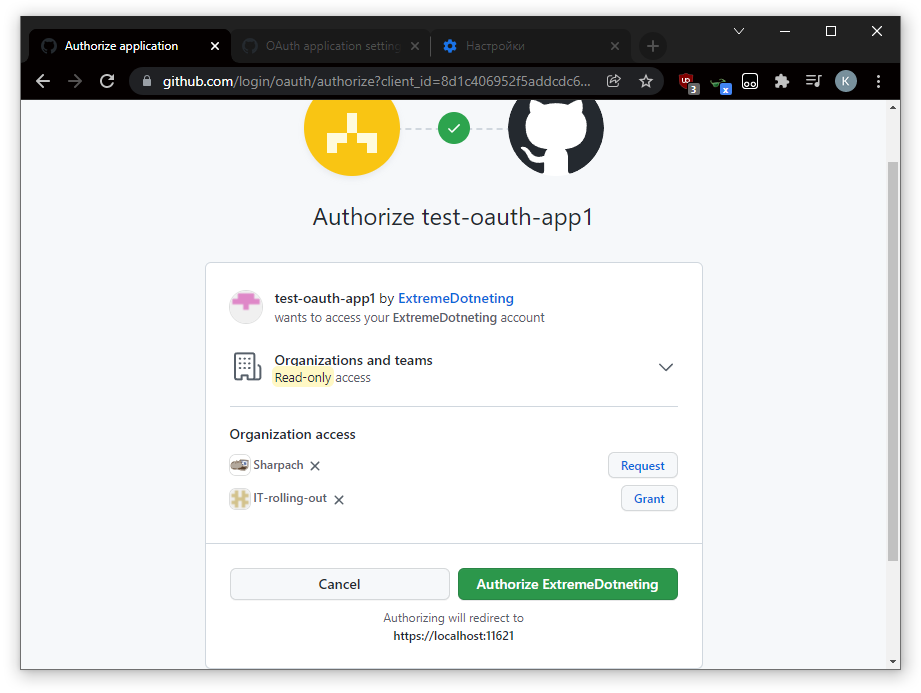 Authorize application
OAuth application setting
Настройки
github.com/login/oauth/authorize?client_id=8d1c406952f5addcdc6...
UO
3
x
K
Authorize test-oauth-app1
test-oauth-app1 by ExtremeDotneting
wants to access your ExtremeDotneting account
Organizations and teams
Read-only access
Organization access
Sharpach
Request
IT-rolling-out
Grant
Cancel
Authorize ExtremeDotneting
Authorizing will redirect to
https://localhost:11621